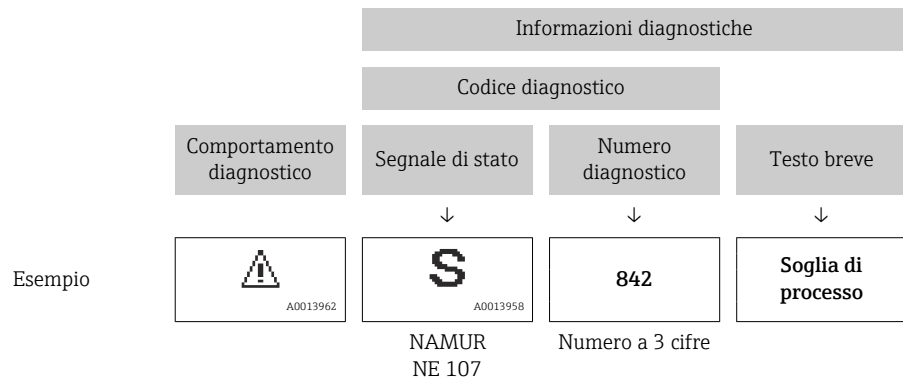 Informazioni diagnostiche
Codice diagnostico
Comportamento
diagnostico
Segnale di stato
Numero
diagnostico
Testo breve
↓ ↓ ↓
Esempio
A0013962
S
A0013958
842
Soglia di
processo
NAMUR
NE 107
Numero a 3 cifre